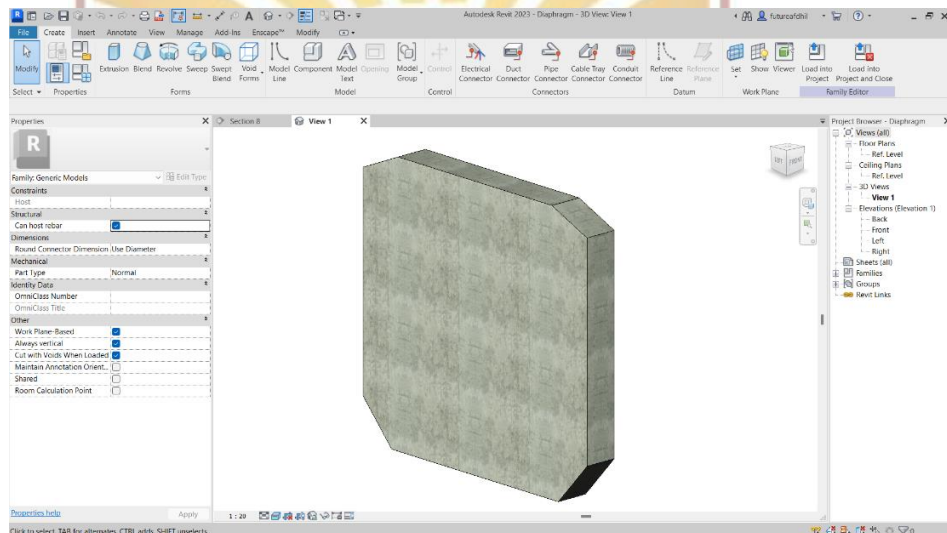 Autodesk Revit 2023 - Diaphragm - 3D View: View 1
futureafdhil
File Create Insert Annotate View Manage Add-Ins Enscape™ Modify
Modify Extrusion Blend Revolve Sweep Swept Blend Void Forms Model Line Component Model Text Opening Model Group Control Electrical Connector Duct Connector Pipe Connector Cable Tray Connector Conduit Connector Reference Line Reference Plane Set Show Viewer Load into Project Load into Project and Close
Select Properties Forms Model Control Connectors Datum Work Plane Family Editor
Properties
Section 8
View 1
R
Family: Generic Models
Edit Type
Constraints
Host
Structural
Can host rebar
Dimensions
Round Connector Dimension Use Diameter
Mechanical
Part Type Normal
Identity Data
OmniClass Number
OmniClass Title
Other
Work Plane-Based
Always vertical
Cut with Voids When Loaded
Maintain Annotation Orient...
Shared
Room Calculation Point
Properties help
Apply
LEFT FRONT
1 : 20
Project Browser - Diaphragm
Views (all)
Floor Plans
Ref. Level
Ceiling Plans
Ref. Level
3D Views
View 1
Elevations (Elevation 1)
Back
Front
Left
Right
Sheets (all)
Families
Groups
Revit Links
Click to select, TAB for alternates, CTRL adds, SHIFT unselects.